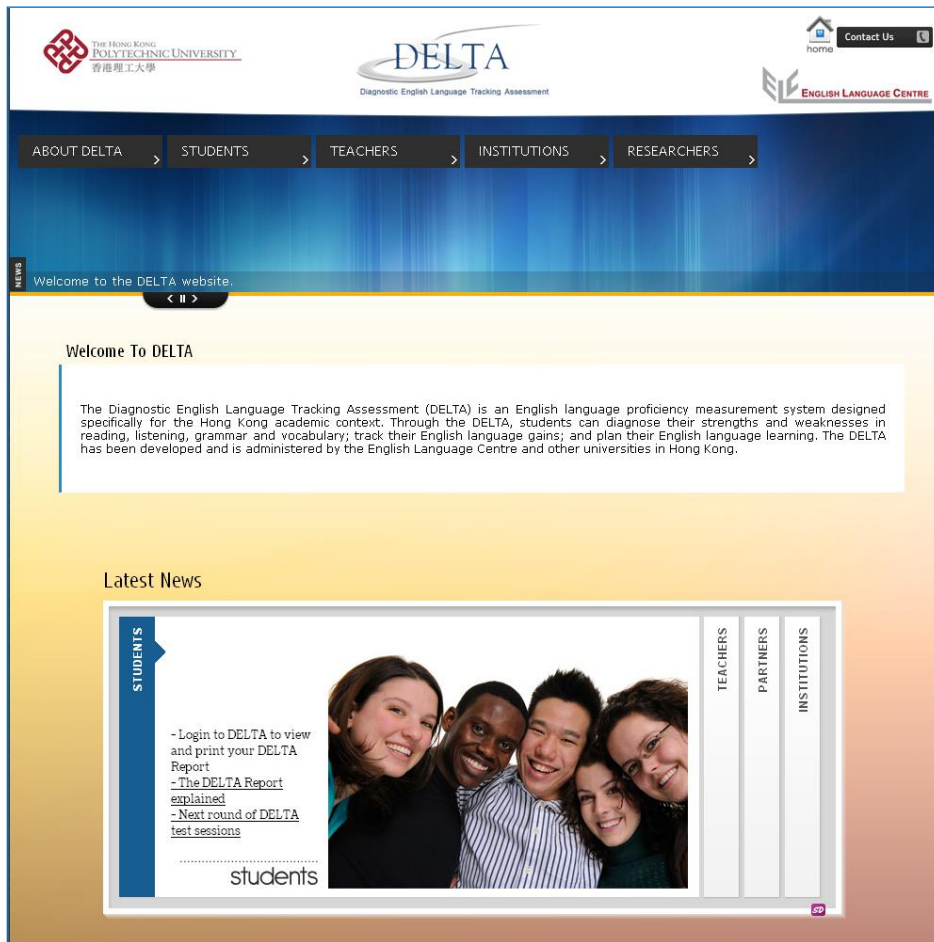 THE HONG KONG
POLYTECHNIC UNIVERSITY
香港理工大學
DELTA
Diagnostic English Language Tracking Assessment
home
Contact Us
ELC
ENGLISH LANGUAGE CENTRE
ABOUT DELTA
STUDENTS
TEACHERS
INSTITUTIONS
RESEARCHERS
NEWS
Welcome to the DELTA website.
Welcome To DELTA
The Diagnostic English Language Tracking Assessment (DELTA) is an English language proficiency measurement system designed
specifically for the Hong Kong academic context. Through the DELTA, students can diagnose their strengths and weaknesses in
reading, listening, grammar and vocabulary; track their English language gains; and plan their English language learning. The DELTA
has been developed and is administered by the English Language Centre and other universities in Hong Kong.
Latest News
STUDENTS
- Login to DELTA to view
and print your DELTA
Report
- The DELTA Report
explained
- Next round of DELTA
test sessions
students
TEACHERS
PARTNERS
INSTITUTIONS
SD